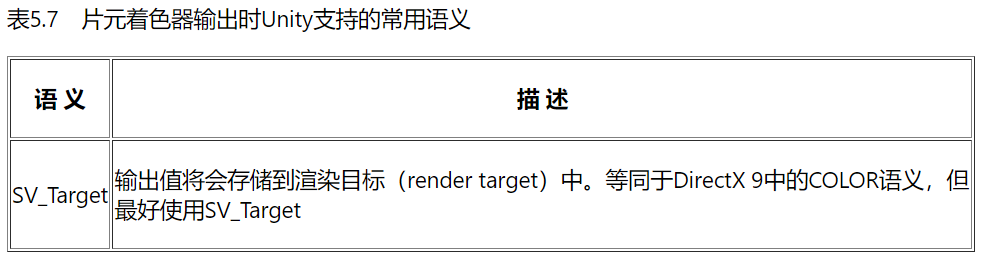 表5.7 片元着色器输出时Unity支持的常用语义
语 义
描 述
SV_Target
输出值将会存储到渲染目标（render target）中。等同于DirectX 9中的COLOR语义，但
最好使用SV_Target